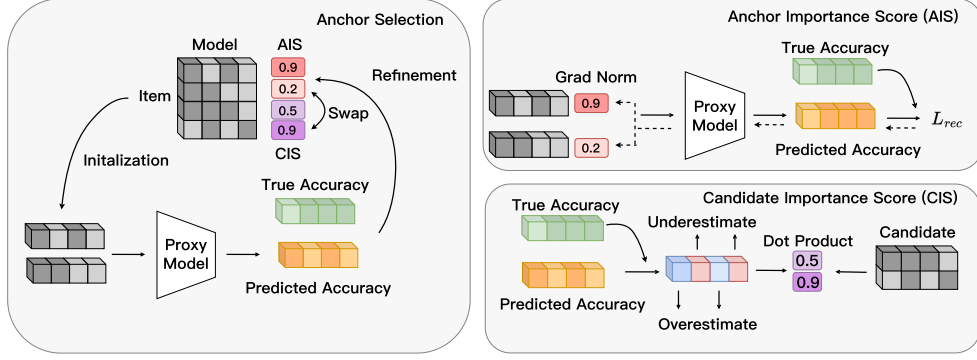 Anchor Selection
Model
AIS
0.9
0.2
0.5
0.9
CIS
Item
Refinement
Swap
Initalization
True Accuracy
Proxy
Model
Predicted Accuracy
Anchor Importance Score (AIS)
True Accuracy
Grad Norm
0.9
0.2
Proxy
Model
L_{rec}
Predicted Accuracy
Candidate Importance Score (CIS)
True Accuracy
Underestimate
Dot Product
Candidate
0.5
0.9
Predicted Accuracy
Overestimate